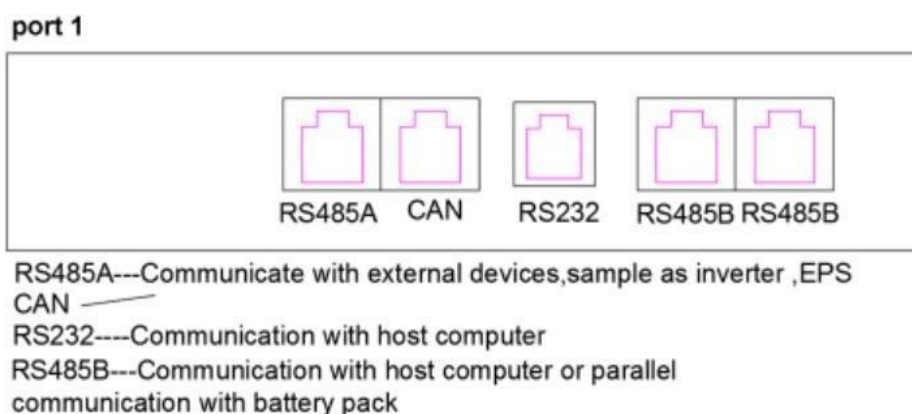 port 1
RS485A CAN RS232 RS485B RS485B
RS485A---Communicate with external devices,sample as inverter ,EPS
CAN
RS232----Communication with host computer
RS485B---Communication with host computer or parallel
communication with battery pack